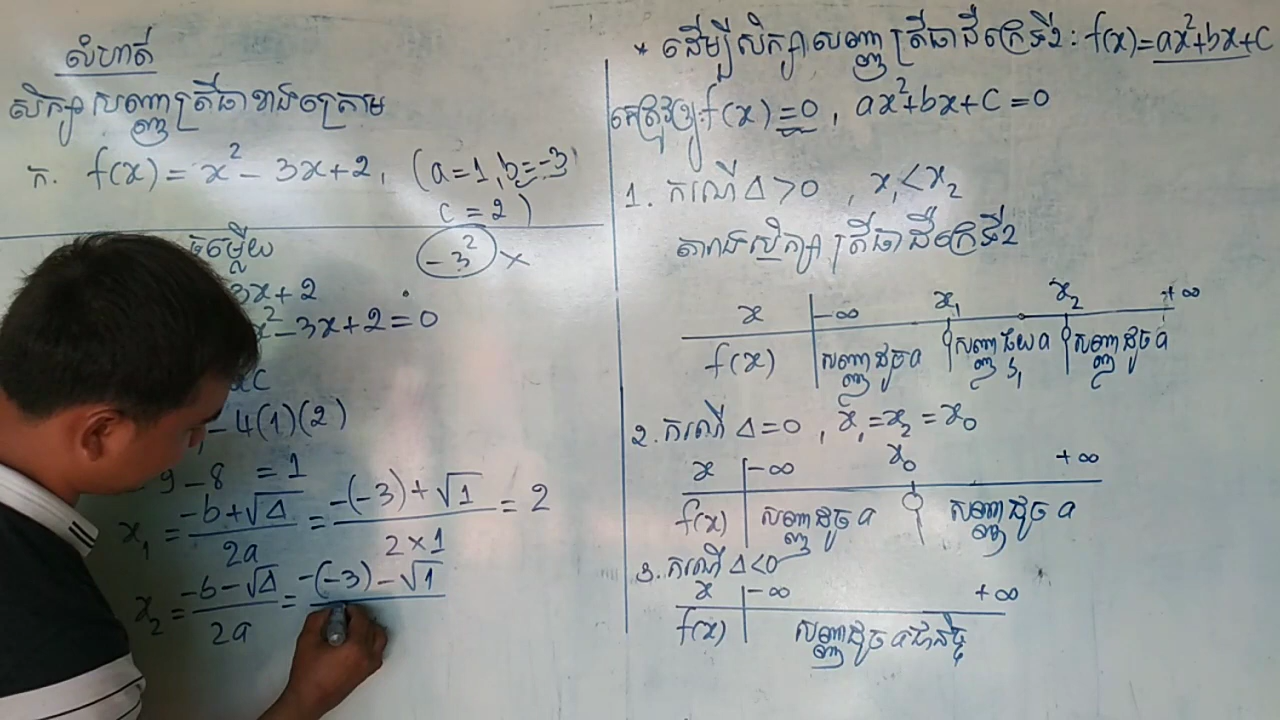 លំហាត់
សិក្សាសញ្ញាត្រីធាខាងក្រោម
ក. f(x) = x² - 3x + 2, (a=1, b=-3
c = 2)
ចម្លើយ
-3² ×
3x + 2
x² - 3x + 2 = 0
ac
- 4(1)(2)
9 - 8 = 1
x₁ = (-b + √Δ)/2a = (-(-3) + √1)/(2×1) = 2
x₂ = (-b - √Δ)/2a = -(-3) - √1
* ដើម្បីសិក្សាសញ្ញាត្រីធាដឺក្រេទី2: f(x) = ax² + bx + c
គេត្រូវឲ្យ f(x) = 0, ax² + bx + c = 0
1. ករណី Δ > 0, x₁ < x₂
តារាងសិក្សាត្រីធាដឺក្រេទី2
x -∞ x₁ x₂ +∞
f(x) សញ្ញាដូច a សញ្ញាផ្ទុយ a សញ្ញាដូច a
2. ករណី Δ = 0, x₁ = x₂ = x₀
x -∞ x₀ +∞
f(x) សញ្ញាដូច a សញ្ញាដូច a
3. ករណី Δ < 0
x -∞ +∞
f(x) សញ្ញាដូច a ជានិច្ច